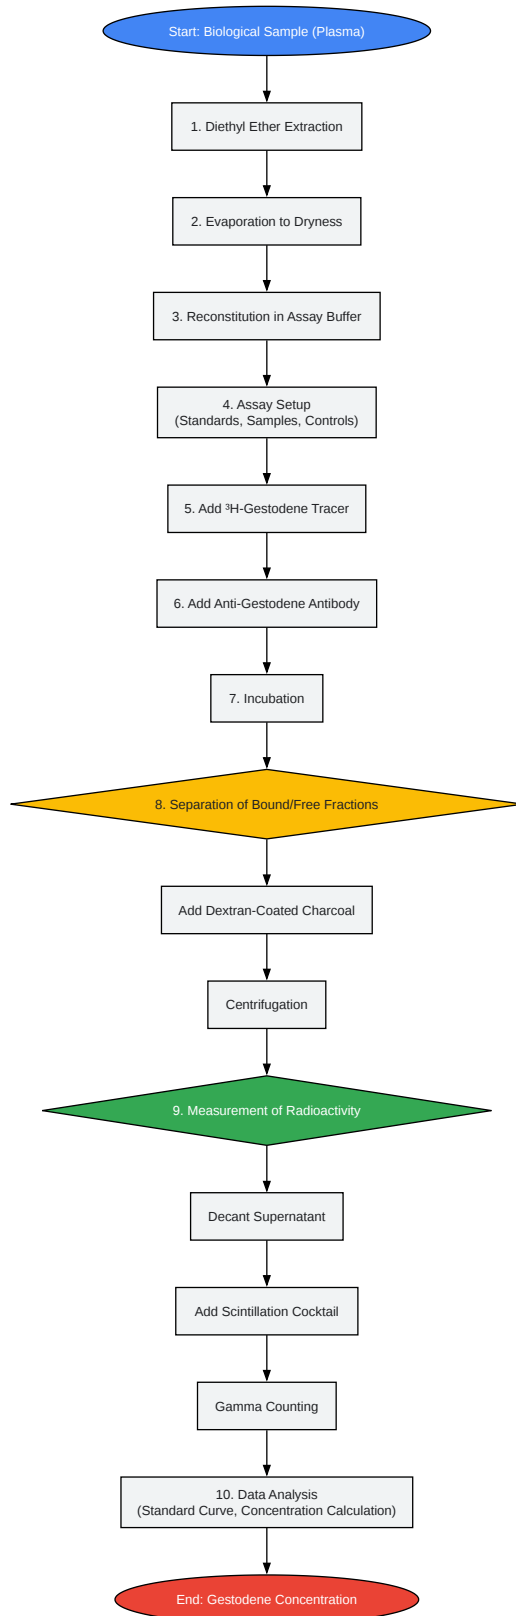 Start: Biological Sample (Plasma)
1. Diethyl Ether Extraction
2. Evaporation to Dryness
3. Reconstitution in Assay Buffer
4. Assay Setup
(Standards, Samples, Controls)
5. Add ³H-Gestodene Tracer
6. Add Anti-Gestodene Antibody
7. Incubation
8. Separation of Bound/Free Fractions
Add Dextran-Coated Charcoal
Centrifugation
9. Measurement of Radioactivity
Decant Supernatant
Add Scintillation Cocktail
Gamma Counting
10. Data Analysis
(Standard Curve, Concentration Calculation)
End: Gestodene Concentration